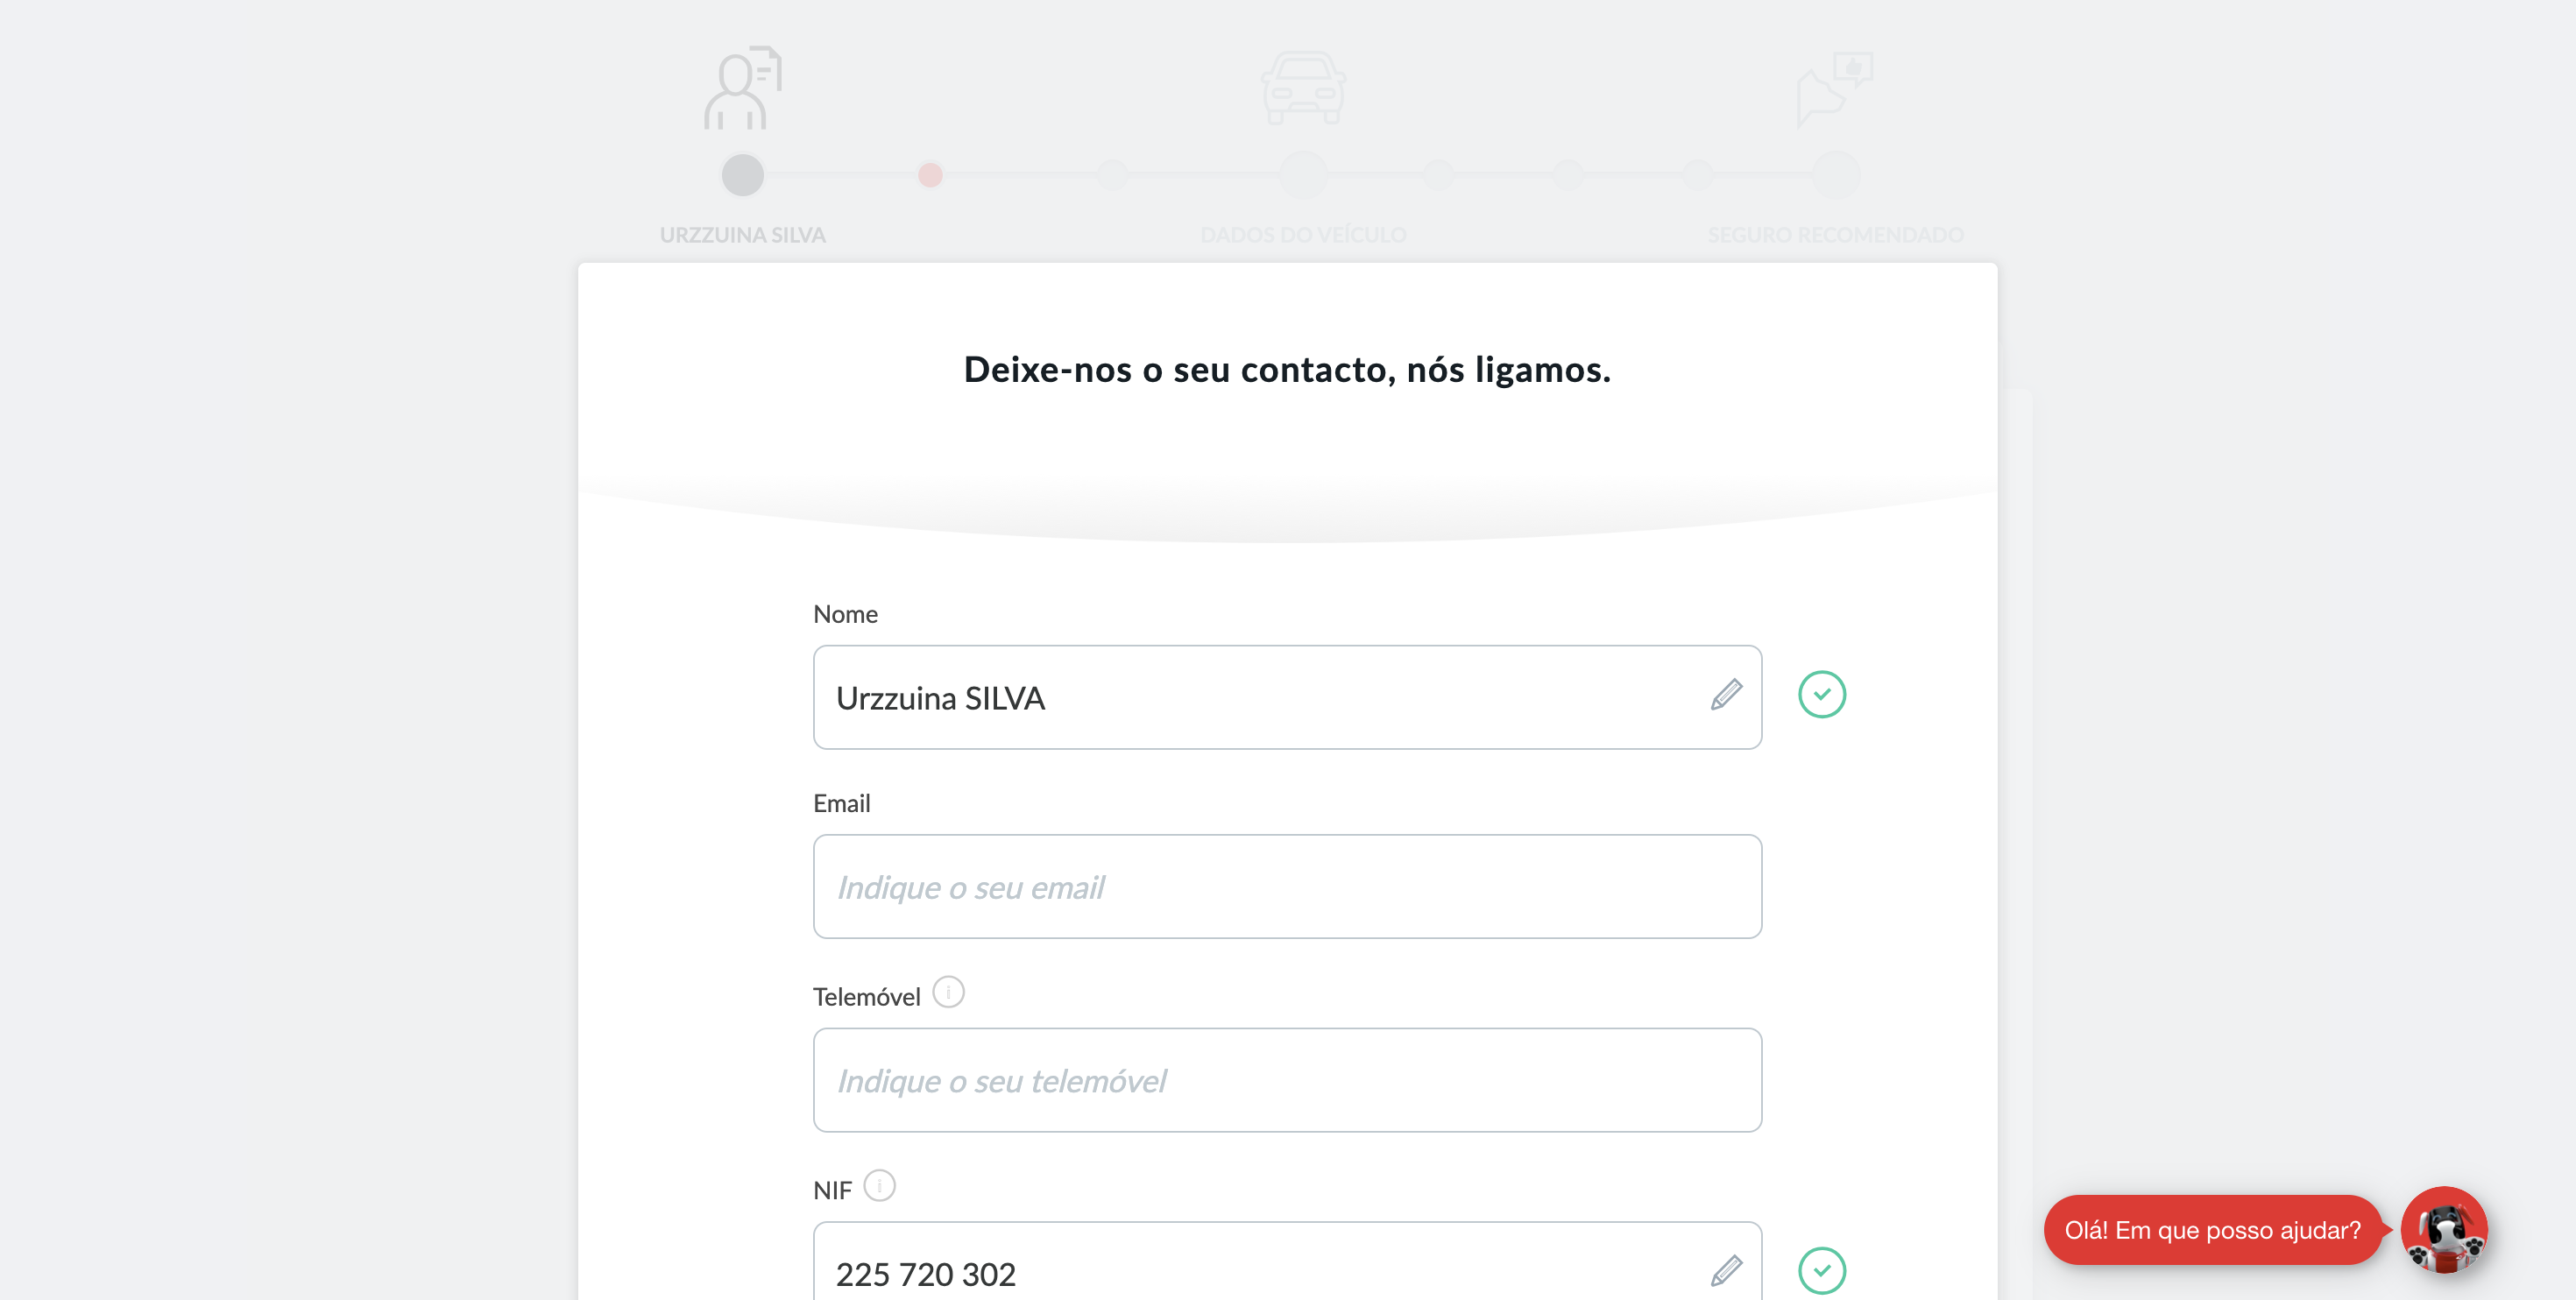 URZZUINA SILVA
DADOS DO VEÍCULO
SEGURO RECOMENDADO
Deixe-nos o seu contacto, nós ligamos.
Nome
Urzzuina SILVA
Email
Indique o seu email
Telemóvel
Indique o seu telemóvel
NIF
225 720 302
Olá! Em que posso ajudar?